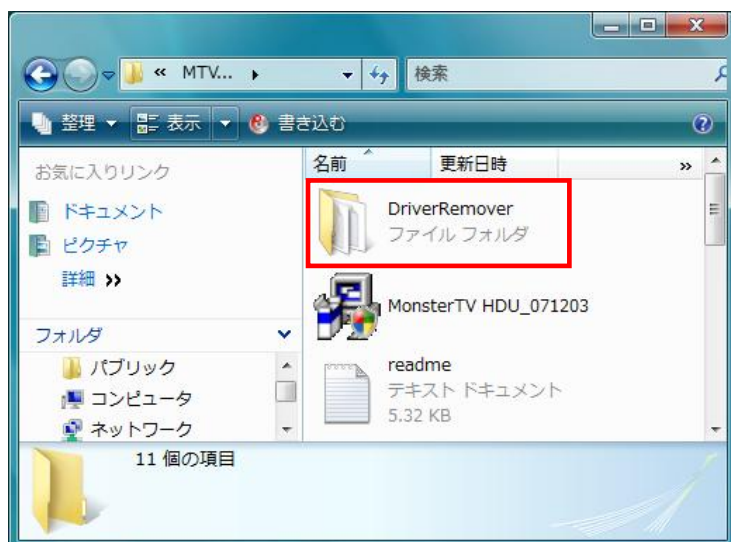 « MTV...
検索
整理 表示 書き込む
お気に入りリンク
ドキュメント
ピクチャ
詳細 »
フォルダ
パブリック
コンピュータ
ネットワーク
名前 更新日時 »
DriverRemover
ファイル フォルダ
MonsterTV HDU_071203
readme
テキスト ドキュメント
5.32 KB
11 個の項目